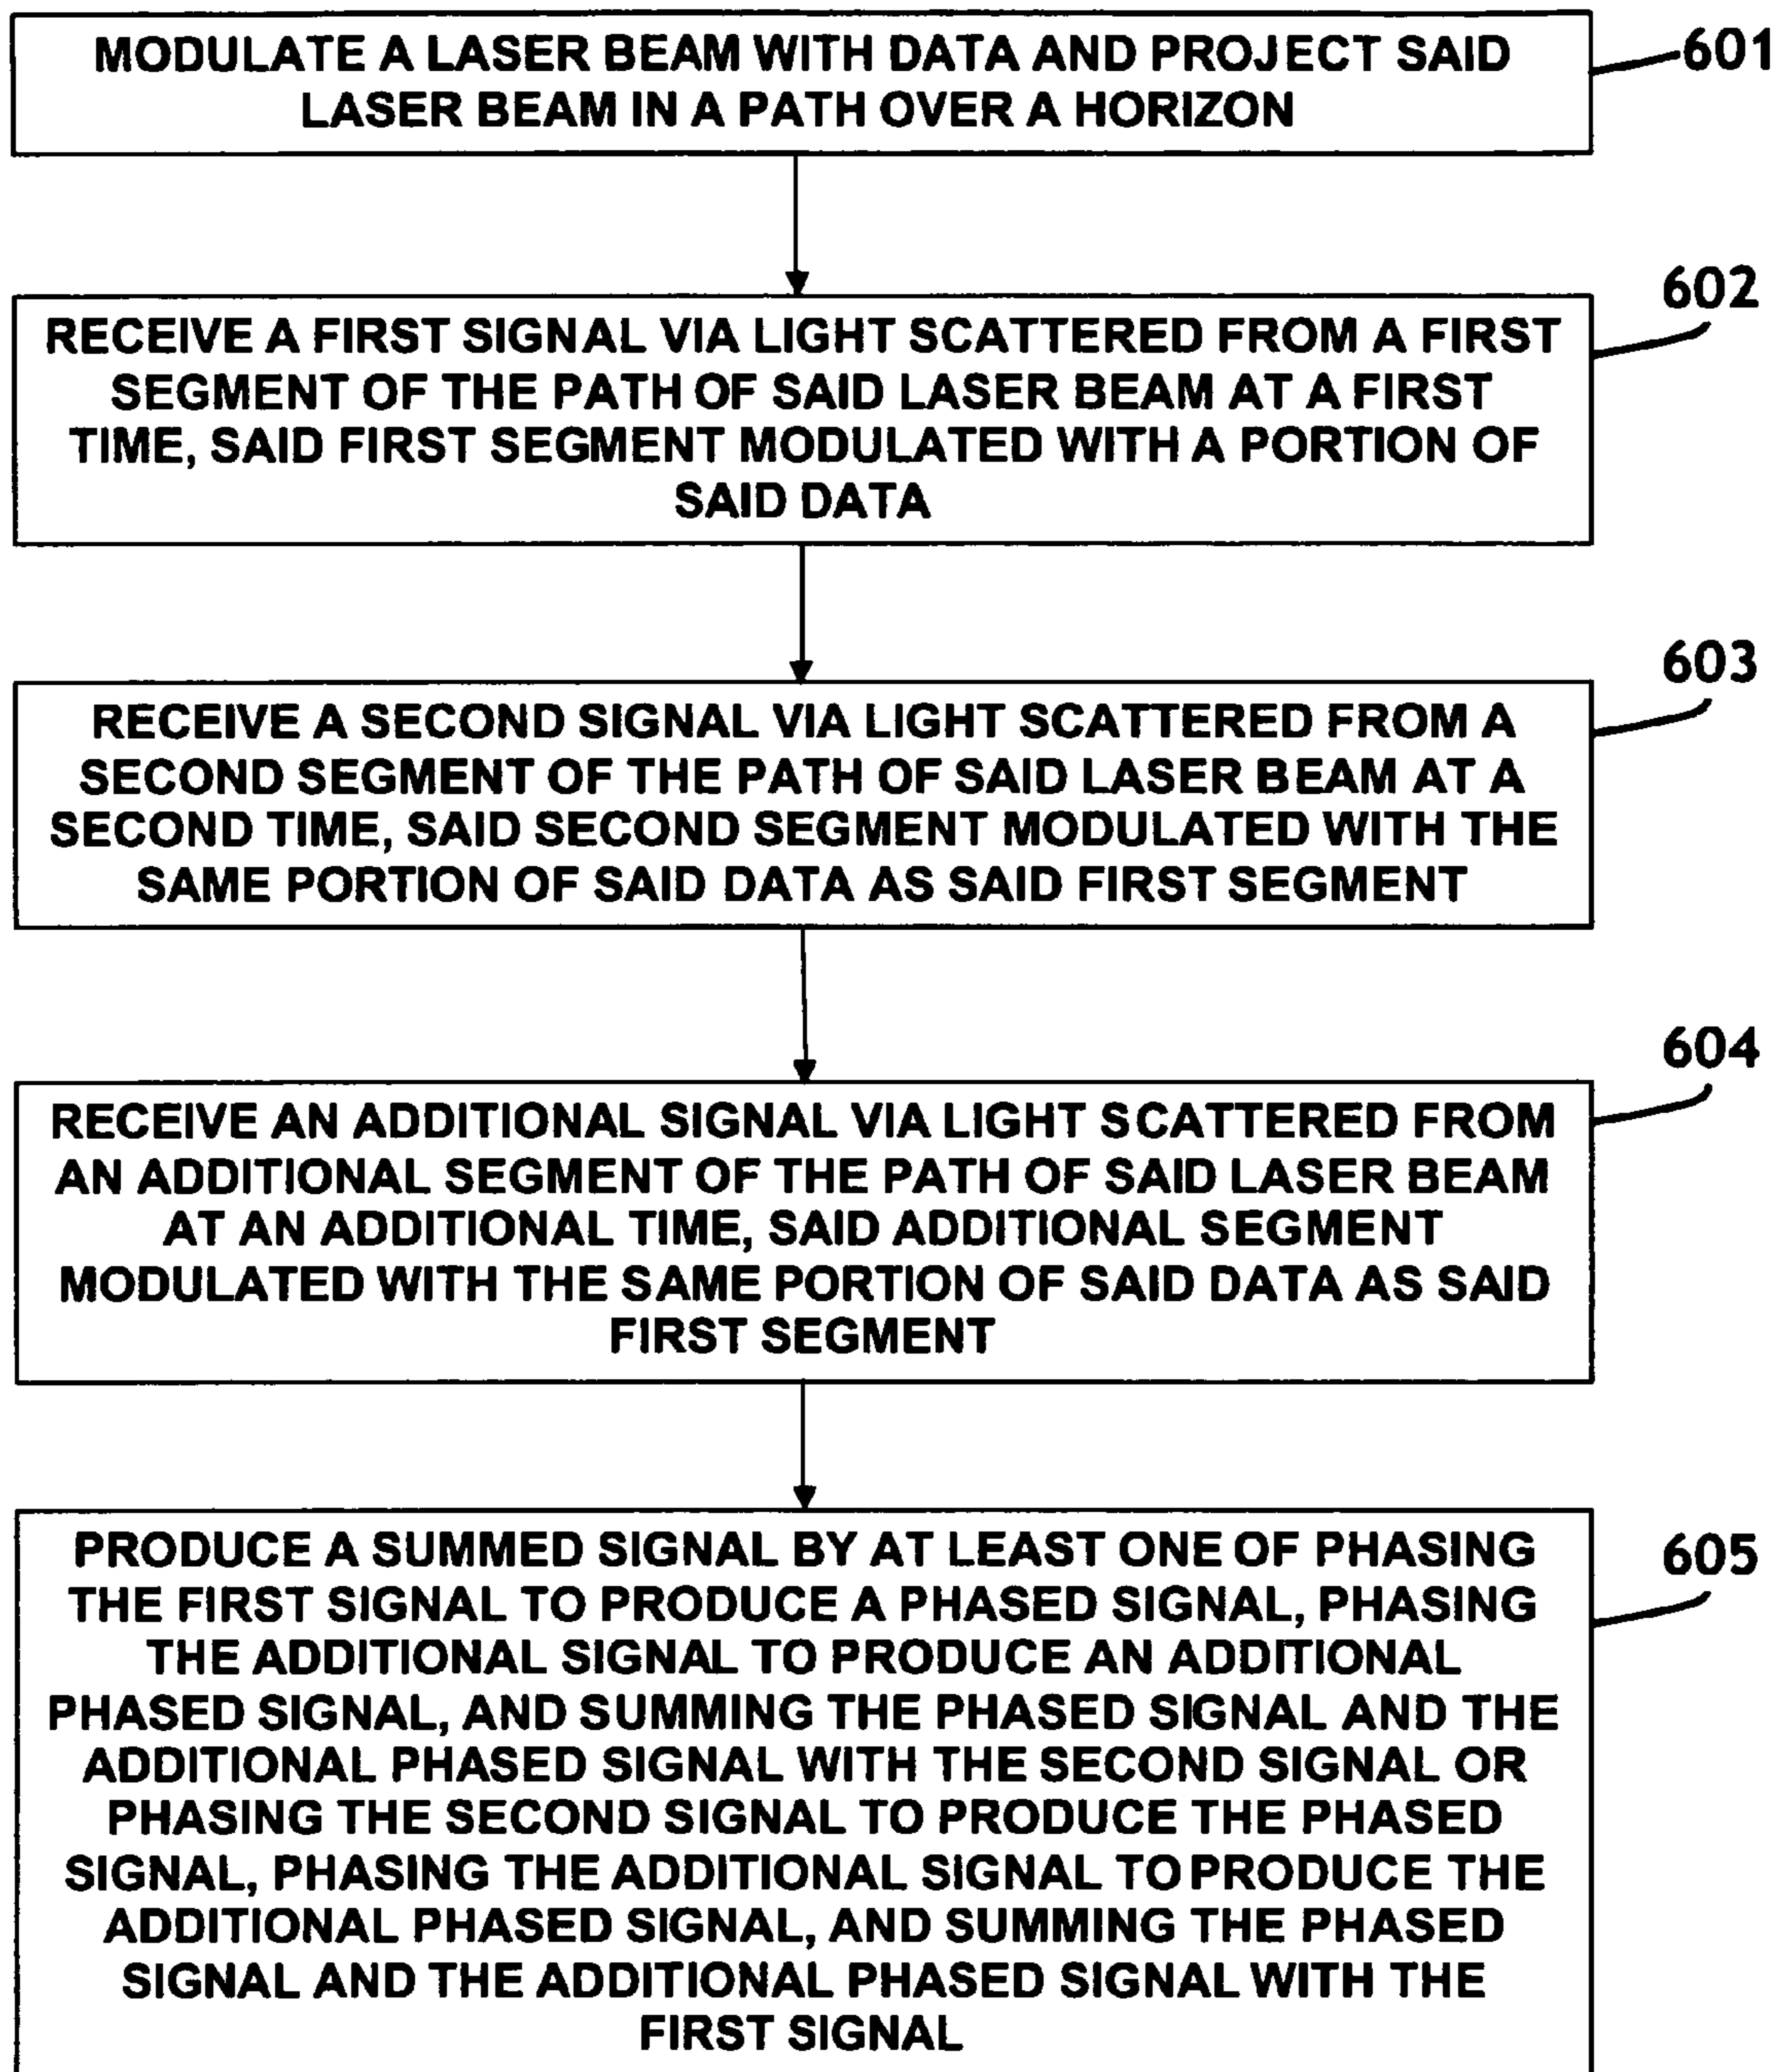 MODULATE A LASER BEAM WITH DATA AND PROJECT SAID
LASER BEAM IN A PATH OVER A HORIZON
601
RECEIVE A FIRST SIGNAL VIA LIGHT SCATTERED FROM A FIRST
SEGMENT OF THE PATH OF SAID LASER BEAM AT A FIRST
TIME, SAID FIRST SEGMENT MODULATED WITH A PORTION OF
SAID DATA
602
RECEIVE A SECOND SIGNAL VIA LIGHT SCATTERED FROM A
SECOND SEGMENT OF THE PATH OF SAID LASER BEAM AT A
SECOND TIME, SAID SECOND SEGMENT MODULATED WITH THE
SAME PORTION OF SAID DATA AS SAID FIRST SEGMENT
603
RECEIVE AN ADDITIONAL SIGNAL VIA LIGHT SCATTERED FROM
AN ADDITIONAL SEGMENT OF THE PATH OF SAID LASER BEAM
AT AN ADDITIONAL TIME, SAID ADDITIONAL SEGMENT
MODULATED WITH THE SAME PORTION OF SAID DATA AS SAID
FIRST SEGMENT
604
PRODUCE A SUMMED SIGNAL BY AT LEAST ONE OF PHASING
THE FIRST SIGNAL TO PRODUCE A PHASED SIGNAL, PHASING
THE ADDITIONAL SIGNAL TO PRODUCE AN ADDITIONAL
PHASED SIGNAL, AND SUMMING THE PHASED SIGNAL AND THE
ADDITIONAL PHASED SIGNAL WITH THE SECOND SIGNAL OR
PHASING THE SECOND SIGNAL TO PRODUCE THE PHASED
SIGNAL, PHASING THE ADDITIONAL SIGNAL TO PRODUCE THE
ADDITIONAL PHASED SIGNAL, AND SUMMING THE PHASED
SIGNAL AND THE ADDITIONAL PHASED SIGNAL WITH THE
FIRST SIGNAL
605